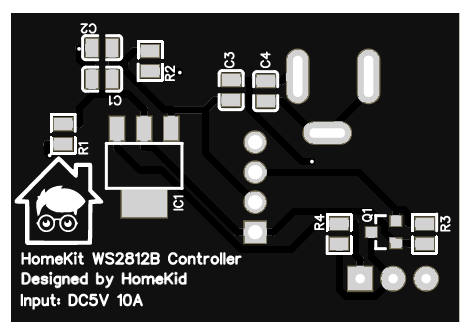 C2
R2
C1
C3
C4
R1
IC1
R4
Q1
R3
HomeKit WS2812B Controller
Designed by HomeKid
Input: DC5V 10A